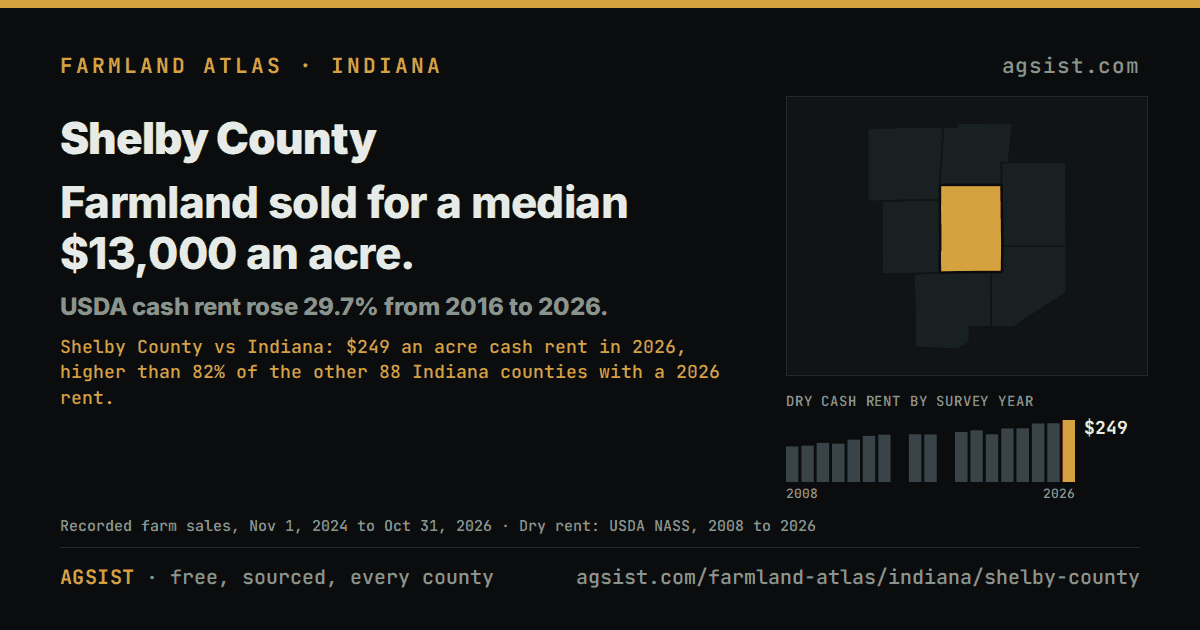 FARMLAND ATLAS · INDIANA
agsist.com
Shelby County
Farmland sold for a median
$13,000 an acre.
USDA cash rent rose 29.7% from 2016 to 2026.
Shelby County vs Indiana: $249 an acre cash rent in 2026,
higher than 82% of the other 88 Indiana counties with a 2026
rent.
DRY CASH RENT BY SURVEY YEAR
$249
2008
2026
Recorded farm sales, Nov 1, 2024 to Oct 31, 2026 · Dry rent: USDA NASS, 2008 to 2026
AGSIST · free, sourced, every county
agsist.com/farmland-atlas/indiana/shelby-county